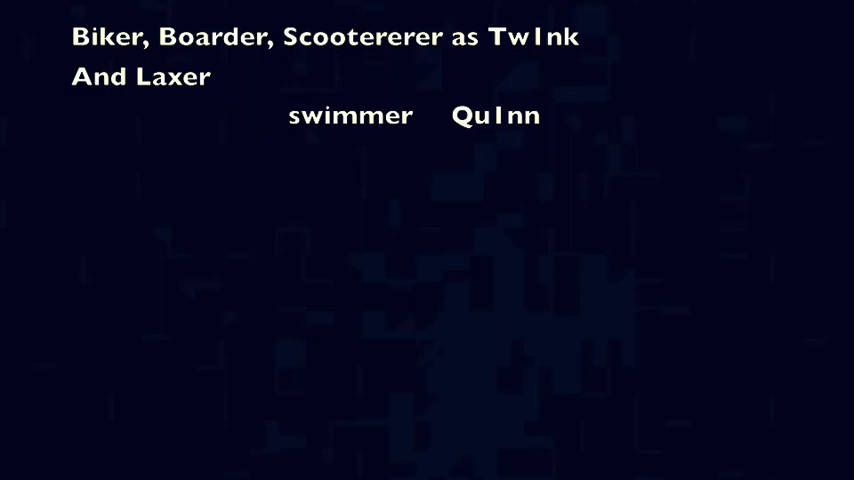 Biker, Boarder, Scootererer as Tw1nk
And Laxer
swimmer Qu1nn